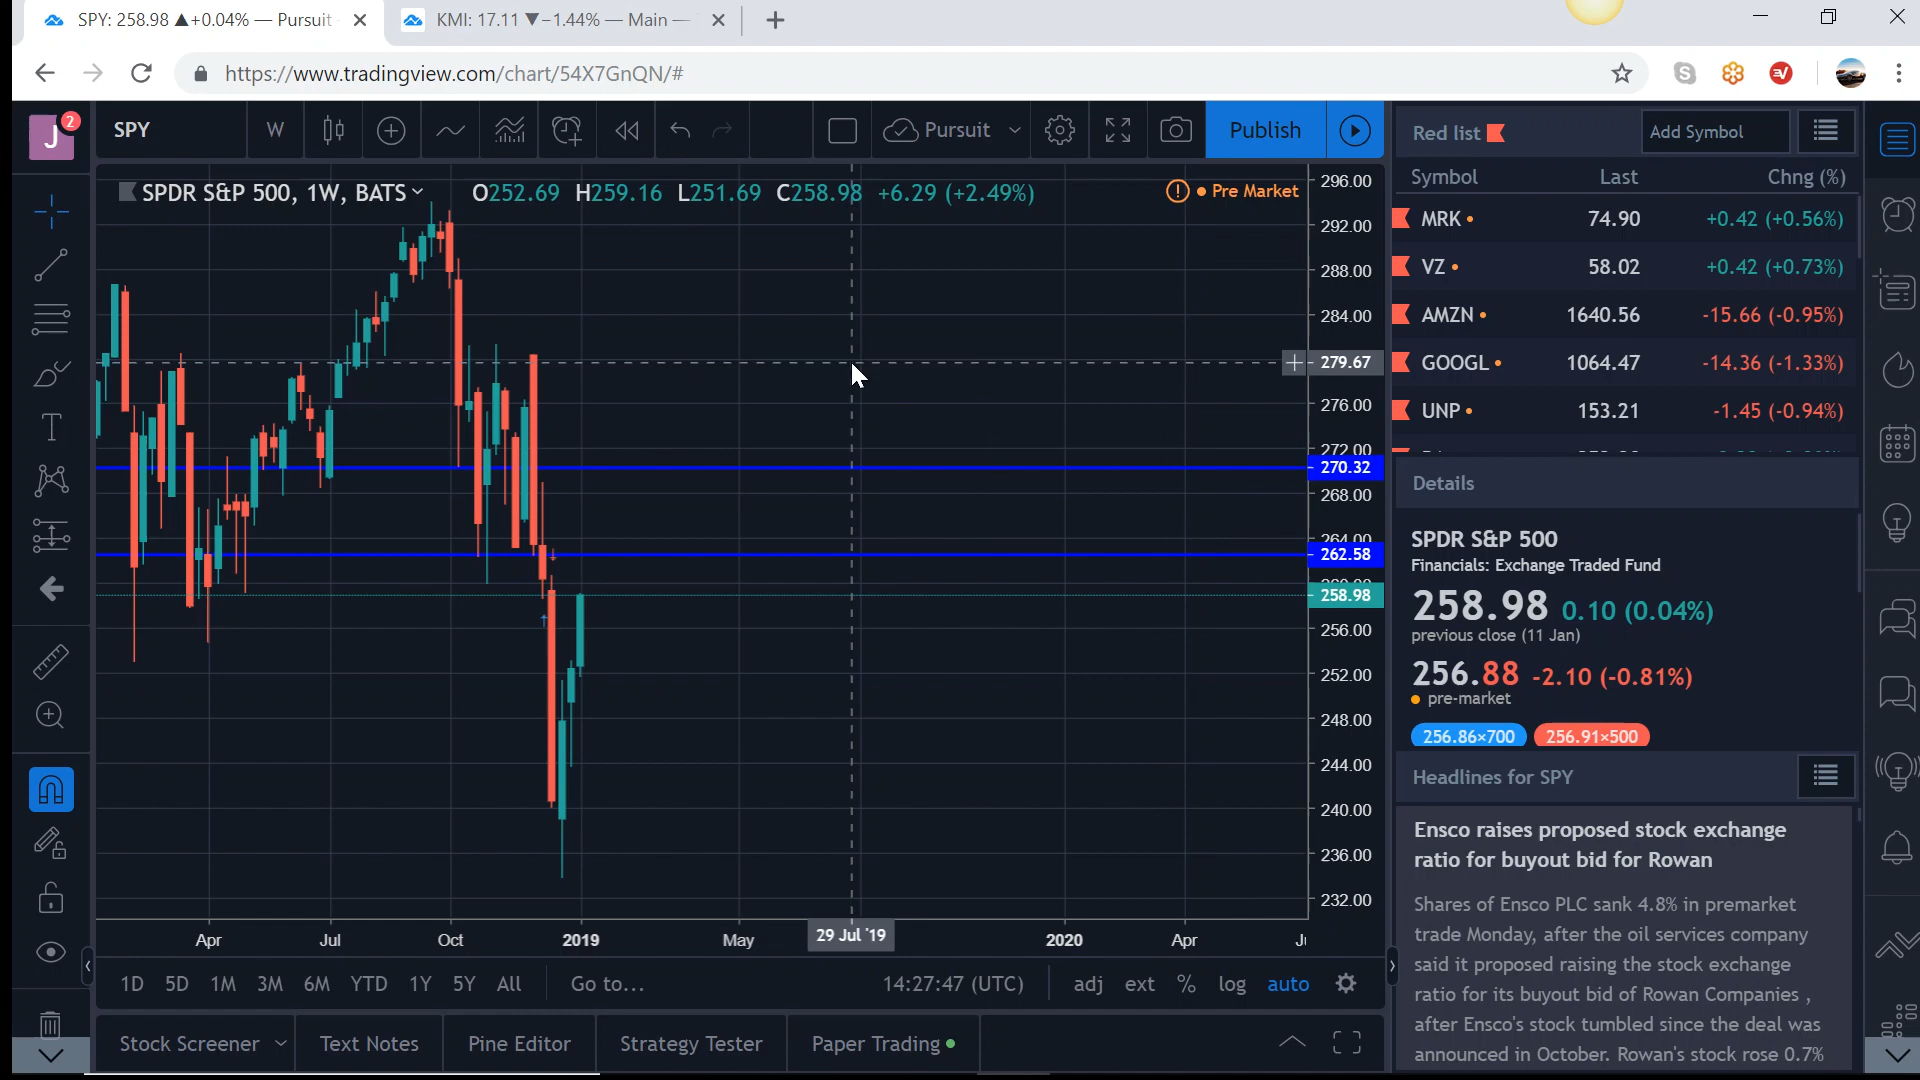 SPY: 258.98 ▲+0.04% — Pursuit
KMI: 17.11 ▼−1.44% — Main —
https://www.tradingview.com/chart/54X7GnQN/#
J
2
SPY
W
Pursuit
Publish
SPDR S&P 500, 1W, BATS
O252.69 H259.16 L251.69 C258.98 +6.29 (+2.49%)
Pre Market
296.00
292.00
288.00
284.00
279.67
276.00
272.00
270.32
268.00
264.00
262.58
260.00
258.98
256.00
252.00
248.00
244.00
240.00
236.00
232.00
Apr
Jul
Oct
2019
May
29 Jul '19
2020
Apr
1D 5D 1M 3M 6M YTD 1Y 5Y All
Go to...
14:27:47 (UTC)
adj ext % log auto
Stock Screener
Text Notes
Pine Editor
Strategy Tester
Paper Trading
Red list
Add Symbol
Symbol Last Chng (%)
MRK 74.90 +0.42 (+0.56%)
VZ 58.02 +0.42 (+0.73%)
AMZN 1640.56 -15.66 (-0.95%)
GOOGL 1064.47 -14.36 (-1.33%)
UNP 153.21 -1.45 (-0.94%)
Details
SPDR S&P 500
Financials: Exchange Traded Fund
258.98 0.10 (0.04%)
previous close (11 Jan)
256.88 -2.10 (-0.81%)
pre-market
256.86×700 256.91×500
Headlines for SPY
Ensco raises proposed stock exchange
ratio for buyout bid for Rowan
Shares of Ensco PLC sank 4.8% in premarket
trade Monday, after the oil services company
said it proposed raising the stock exchange
ratio for its buyout bid of Rowan Companies ,
after Ensco's stock tumbled since the deal was
announced in October. Rowan's stock rose 0.7%